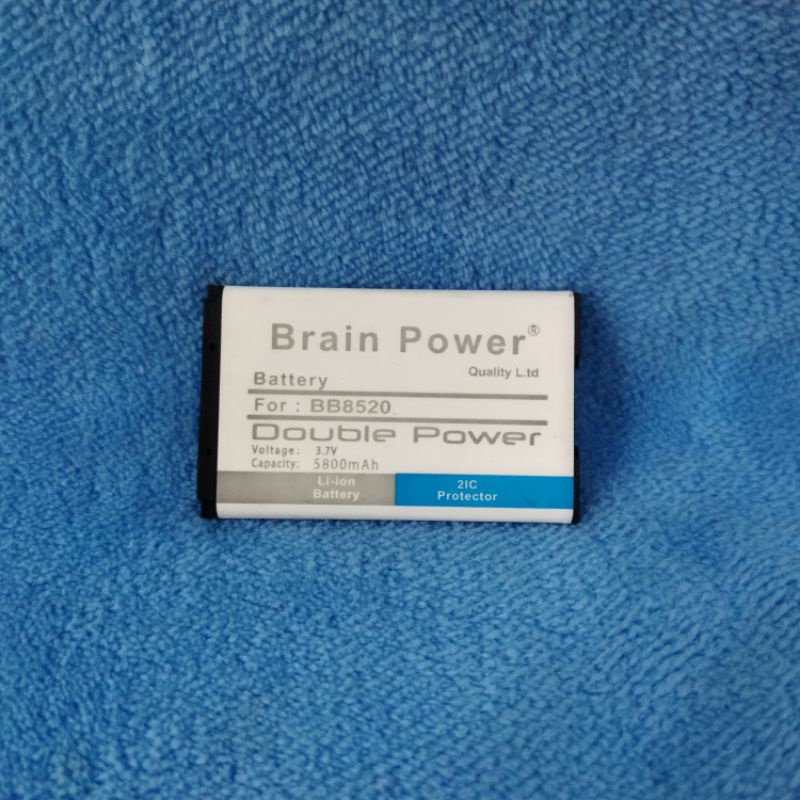 Brain Power®
Quality L.td
Battery
For : BB8520
Double Power
Voltage: 3.7V
Capacity: 5800mAh
Li-ion
Battery
2IC
Protector